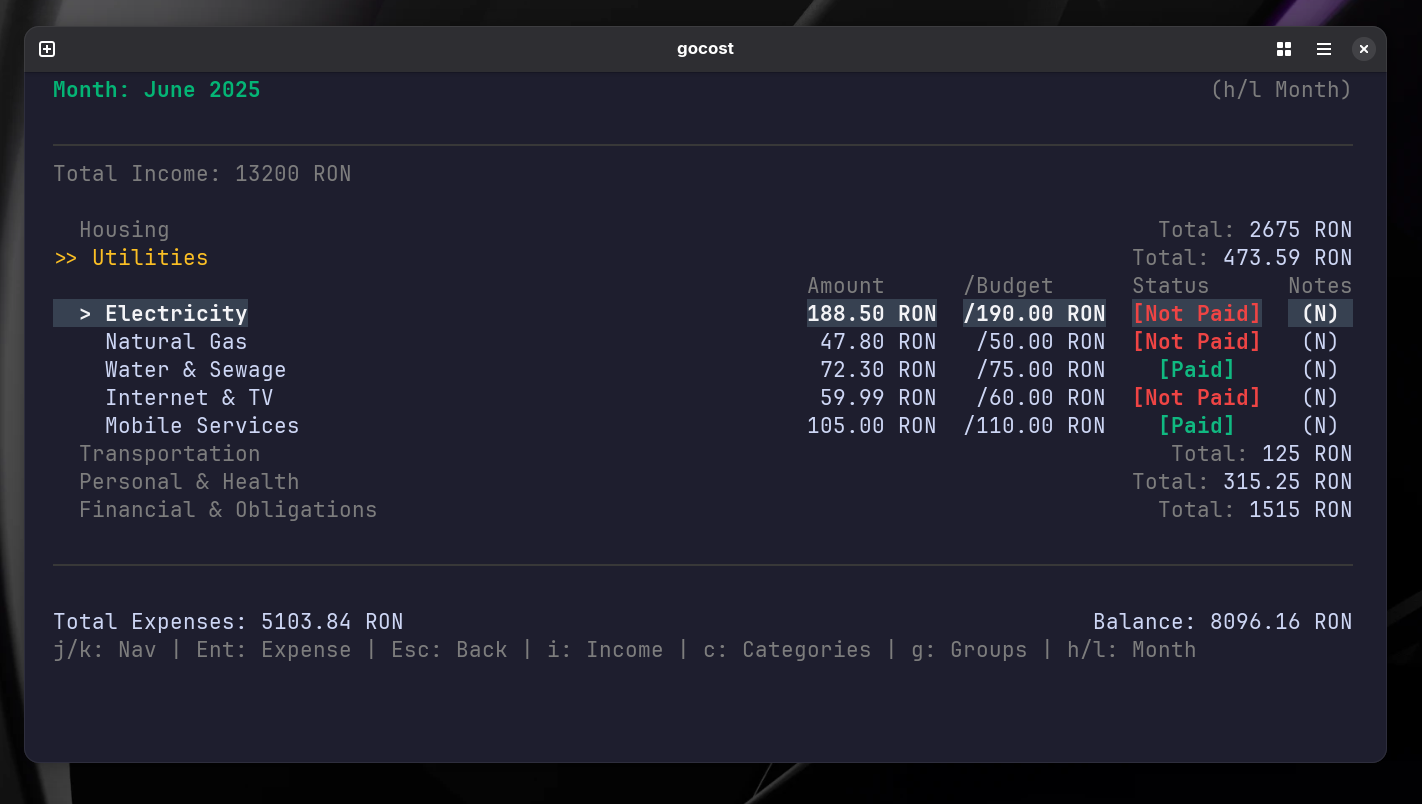 gocost
Month: June 2025 (h/l Month)
Total Income: 13200 RON
Housing Total: 2675 RON
>> Utilities Total: 473.59 RON
Amount /Budget Status Notes
> Electricity 188.50 RON /190.00 RON [Not Paid] (N)
Natural Gas 47.80 RON /50.00 RON [Not Paid] (N)
Water & Sewage 72.30 RON /75.00 RON [Paid] (N)
Internet & TV 59.99 RON /60.00 RON [Not Paid] (N)
Mobile Services 105.00 RON /110.00 RON [Paid] (N)
Transportation Total: 125 RON
Personal & Health Total: 315.25 RON
Financial & Obligations Total: 1515 RON
Total Expenses: 5103.84 RON Balance: 8096.16 RON
j/k: Nav | Ent: Expense | Esc: Back | i: Income | c: Categories | g: Groups | h/l: Month